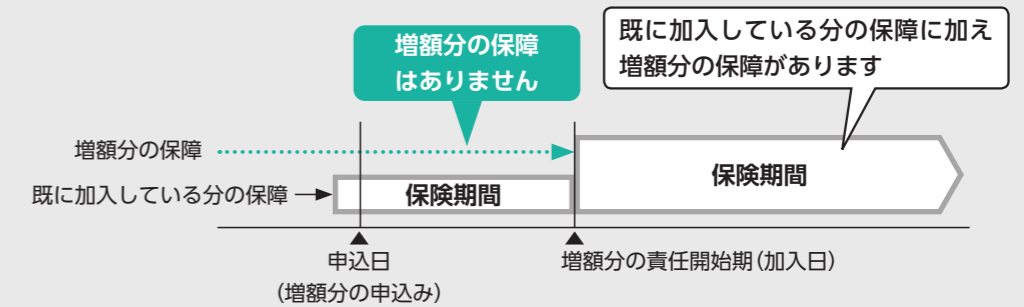 増額分の保障
はありません
既に加入している分の保障に加え
増額分の保障があります
増額分の保障
既に加入している分の保障
保険期間
保険期間
申込日
(増額分の申込み)
増額分の責任開始期(加入日)